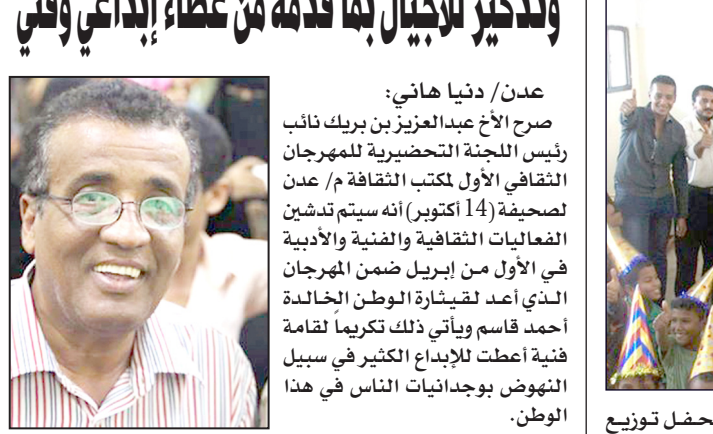 وتذكير للأجيال بما قدمه من عطاء إبداعي وفني
عدن/ دنيا هاني:
صرح الأخ عبدالعزيز بن بريك نائب
رئيس اللجنة التحضيرية للمهرجان
الثقافي الأول لمكتب الثقافة م/ عدن
لصحيفة (14 أكتوبر) أنه سيتم تدشين
الفعاليات الثقافية والفنية والأدبية
في الأول من إبريل ضمن المهرجان
الذي أعد لقيثارة الوطن الخالدة
أحمد قاسم ويأتي ذلك تكريماً لقامة
فنية أعطت للإبداع الكثير في سبيل
النهوض بوجدانيات الناس في هذا
الوطن.
حفل توزيع